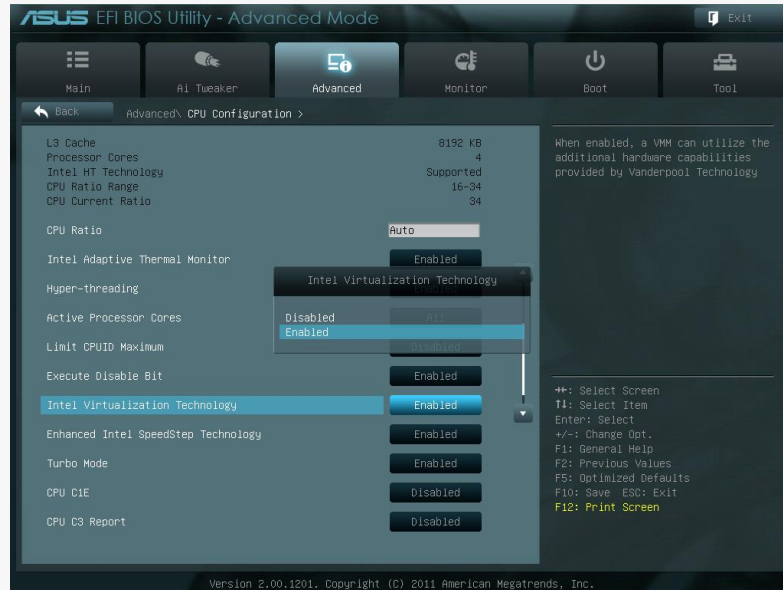 ASUS EFI BIOS Utility - Advanced Mode
Exit
Main
Ai Tweaker
Advanced
Monitor
Boot
Tool
Back
Advanced\ CPU Configuration >
L3 Cache 8192 KB
Processor Cores 4
Intel HT Technology Supported
CPU Ratio Range 16-34
CPU Current Ratio 34
CPU Ratio Auto
Intel Adaptive Thermal Monitor Enabled
Hyper-threading Enabled
Active Processor Cores All
Limit CPUID Maximum Disabled
Execute Disable Bit Enabled
Intel Virtualization Technology Enabled
Enhanced Intel SpeedStep Technology Enabled
Turbo Mode Enabled
CPU C1E Disabled
CPU C3 Report Disabled
Intel Virtualization Technology
Disabled
Enabled
When enabled, a VMM can utilize the
additional hardware capabilities
provided by Vanderpool Technology
→←: Select Screen
↑↓: Select Item
Enter: Select
+/-: Change Opt.
F1: General Help
F2: Previous Values
F5: Optimized Defaults
F10: Save ESC: Exit
F12: Print Screen
Version 2.00.1201. Copyright (C) 2011 American Megatrends, Inc.